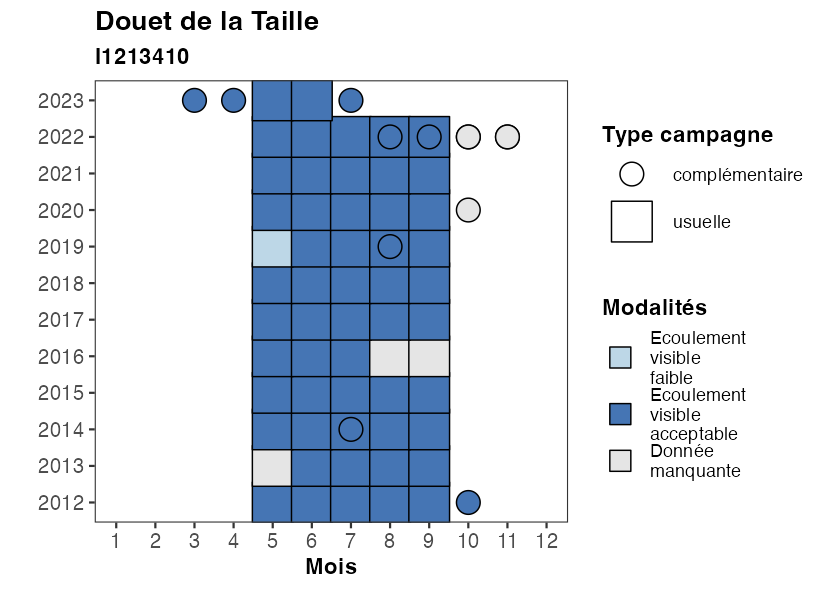 Douet de la Taille
I1213410
2023
2022
2021
2020
2019
2018
2017
2016
2015
2014
2013
2012
1 2 3 4 5 6 7 8 9 10 11 12
Mois
Type campagne
complémentaire
usuelle
Modalités
Ecoulement
visible
faible
Ecoulement
visible
acceptable
Donnée
manquante